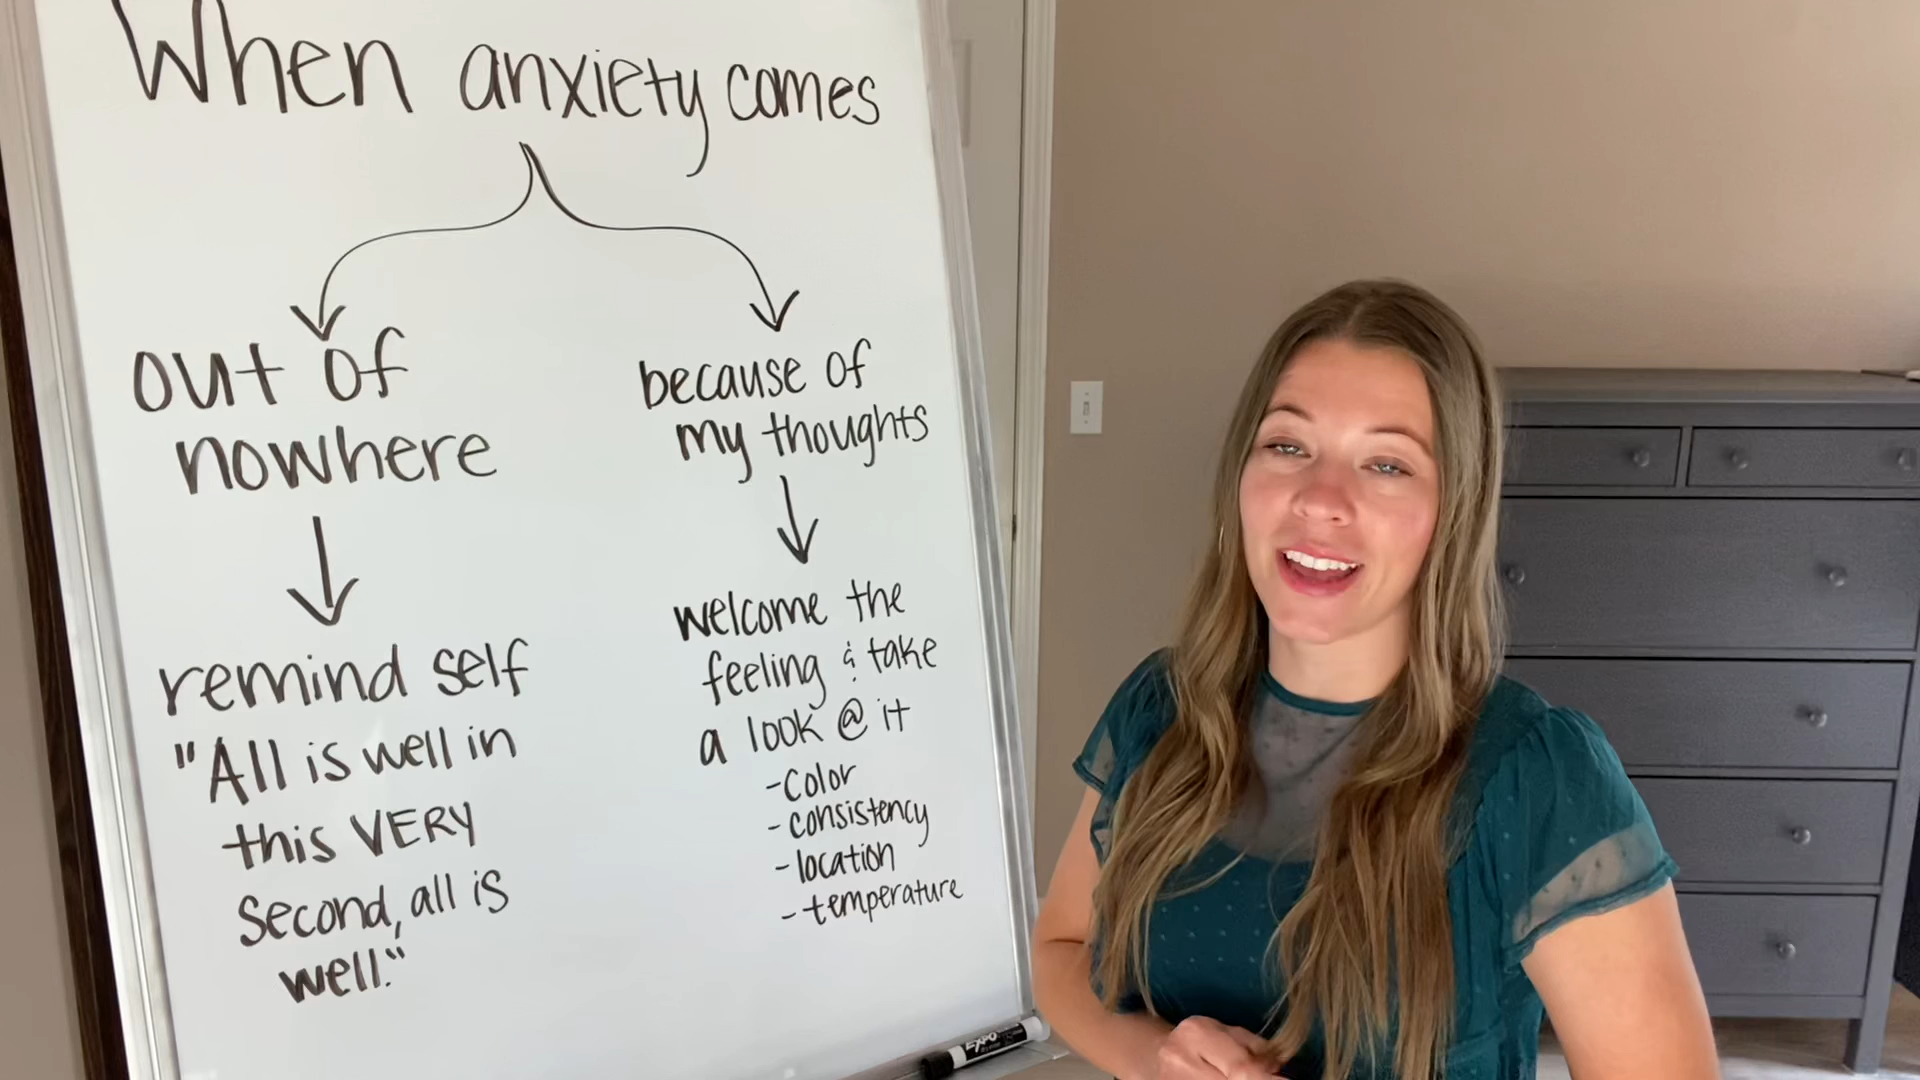 When anxiety comes
out of
nowhere
remind self
"All is well in
this VERY
second, all is
well."
because of
my thoughts
welcome the
feeling & take
a look @ it
-color
-consistency
-location
-temperature
EXPO